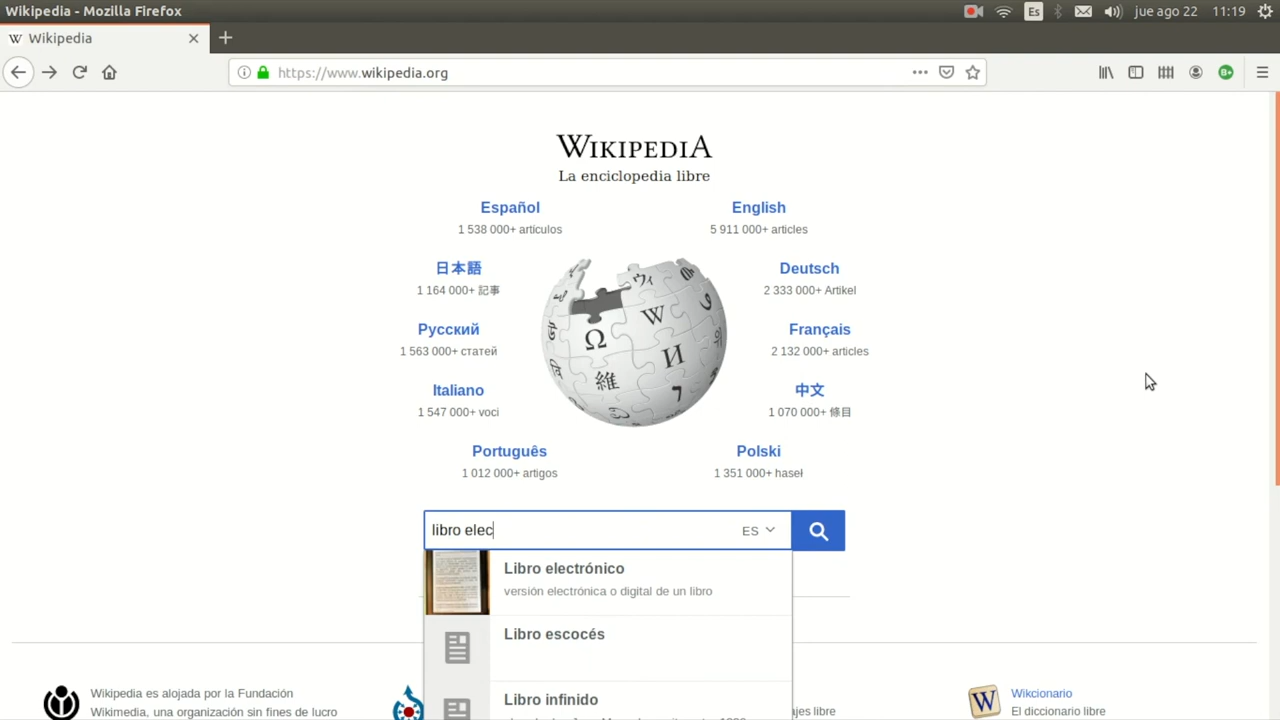 Wikipedia - Mozilla Firefox
Es
jue ago 22
11:19
Wikipedia
https://www.wikipedia.org
WIKIPEDIA
La enciclopedia libre
Español
1 538 000+ artículos
English
5 911 000+ articles
日本語
1 164 000+ 記事
Deutsch
2 333 000+ Artikel
Русский
1 563 000+ статей
Français
2 132 000+ articles
Italiano
1 547 000+ voci
中文
1 070 000+ 條目
Português
1 012 000+ artigos
Polski
1 351 000+ haseł
libro elec
ES
Libro electrónico
versión electrónica o digital de un libro
Libro escocés
Libro infinido
Wikipedia es alojada por la Fundación
Wikimedia, una organización sin fines de lucro
libre
Wikcionario
El diccionario libre